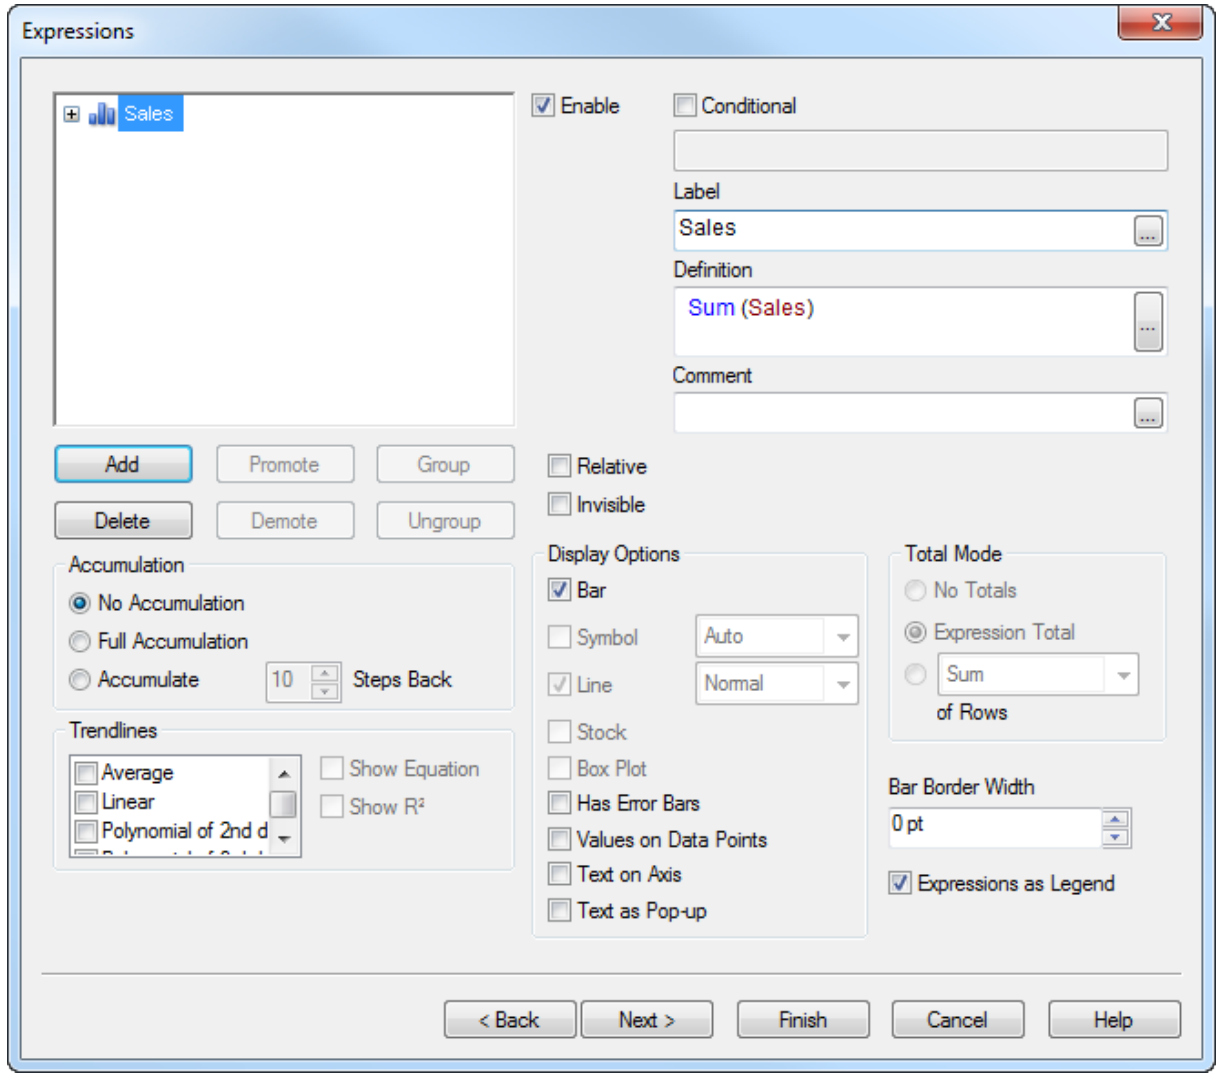 Expressions
Sales
Enable
Conditional
Label
Sales
...
Definition
Sum (Sales)
...
Comment
...
Add
Promote
Group
Delete
Demote
Ungroup
Relative
Invisible
Accumulation
No Accumulation
Full Accumulation
Accumulate 10 Steps Back
Trendlines
Average
Linear
Polynomial of 2nd d
Show Equation
Show R²
Display Options
Bar
Symbol Auto
Line Normal
Stock
Box Plot
Has Error Bars
Values on Data Points
Text on Axis
Text as Pop-up
Total Mode
No Totals
Expression Total
Sum
of Rows
Bar Border Width
0 pt
Expressions as Legend
< Back
Next >
Finish
Cancel
Help